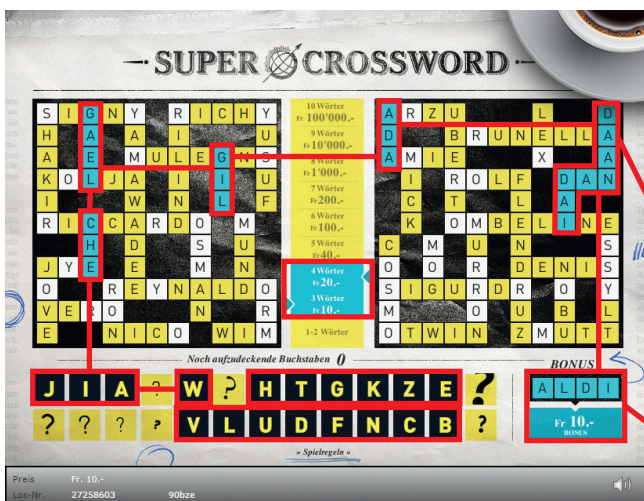 SUPER CROSSWORD
S I G N Y R I C H Y
H A A I U
A E M U L E G N S
K O L J A I I U
I W N L F
R I C C A R D O M
H D S U
J Y E E M N
O R E Y N A L D O
V E R O N R
E N I C O W I M
10 Wörter
Fr 100'000.-
9 Wörter
Fr 10'000.-
8 Wörter
Fr 1'000.-
7 Wörter
Fr 200.-
6 Wörter
Fr 100.-
5 Wörter
Fr 40.-
4 Wörter
Fr 20.-
3 Wörter
Fr 10.-
1-2 Wörter
A R Z U L D
D B R U N E L L A
A M I E X A
I R O L F D A N
C T L A
K O M B E L I N E
C M U N S
O O R D E N I S
S I G U R D R O Y
M O U B L
O T W I N Z M U T T
Noch aufzudeckende Buchstaben 0
J I A ? W ? H T G K Z E ?
? ? ? ? V L U D F N C B ?
» Spielregeln »
BONUS
A L D I
Fr 10.-
BONUS
Preis Fr. 10.-
Los-Nr. 27258603 90bze